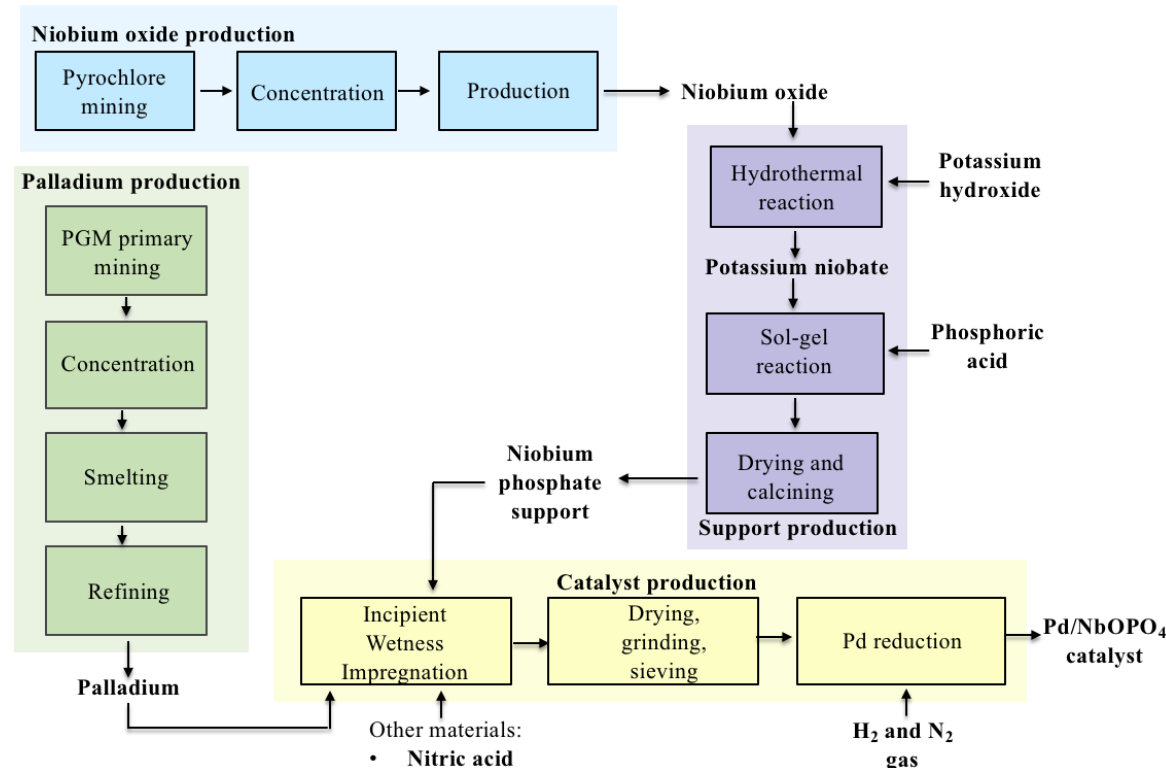 Niobium oxide production
Pyrochlore
mining
Concentration
Production
Niobium oxide
Palladium production
PGM primary
mining
Concentration
Smelting
Refining
Palladium
Hydrothermal
reaction
Potassium
hydroxide
Potassium niobate
Sol-gel
reaction
Phosphoric
acid
Drying and
calcining
Support production
Niobium
phosphate
support
Catalyst production
Incipient
Wetness
Impregnation
Drying,
grinding,
sieving
Pd reduction
Pd/NbOPO₄
catalyst
Other materials:
• Nitric acid
H₂ and N₂
gas